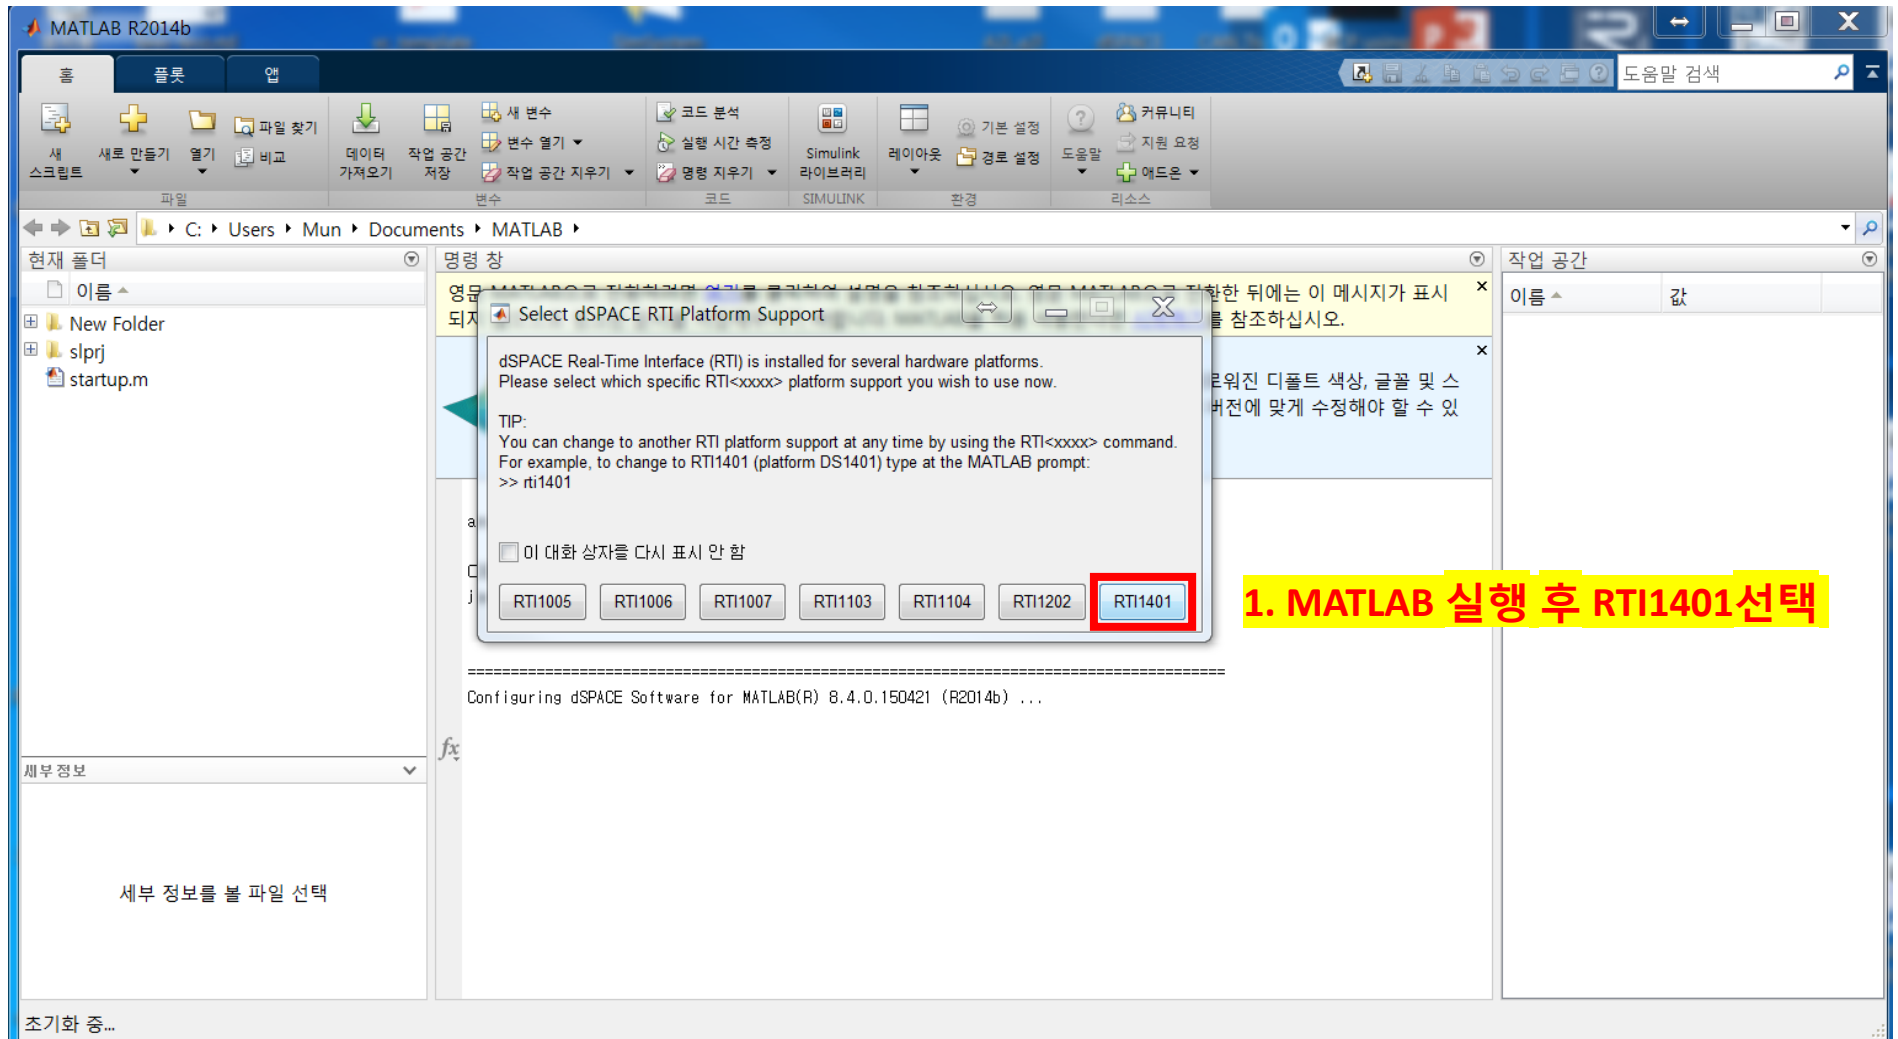 MATLAB R2014b
홈 플롯 앱
도움말 검색
새 스크립트
새로 만들기
열기
파일 찾기
비교
파일
데이터 가져오기
작업 공간 저장
새 변수
변수 열기
작업 공간 지우기
변수
코드 분석
실행 시간 측정
명령 지우기
코드
Simulink 라이브러리
SIMULINK
레이아웃
기본 설정
경로 설정
환경
도움말
커뮤니티
지원 요청
애드온
리소스
C: Users Mun Documents MATLAB
현재 폴더
이름
New Folder
slprj
startup.m
세부 정보
세부 정보를 볼 파일 선택
명령 창
환한 뒤에는 이 메시지가 표시
되지
를 참조하십시오.
로워진 디폴트 색상, 글꼴 및 스
버전에 맞게 수정해야 할 수 있
Select dSPACE RTI Platform Support
dSPACE Real-Time Interface (RTI) is installed for several hardware platforms.
Please select which specific RTI<xxxx> platform support you wish to use now.
TIP:
You can change to another RTI platform support at any time by using the RTI<xxxx> command.
For example, to change to RTI1401 (platform DS1401) type at the MATLAB prompt:
>> rti1401
이 대화 상자를 다시 표시 안 함
RTI1005 RTI1006 RTI1007 RTI1103 RTI1104 RTI1202 RTI1401
1. MATLAB 실행 후 RTI1401선택
================================================================================
Configuring dSPACE Software for MATLAB(R) 8.4.0.150421 (R2014b) ...
fx
작업 공간
이름 값
초기화 중...